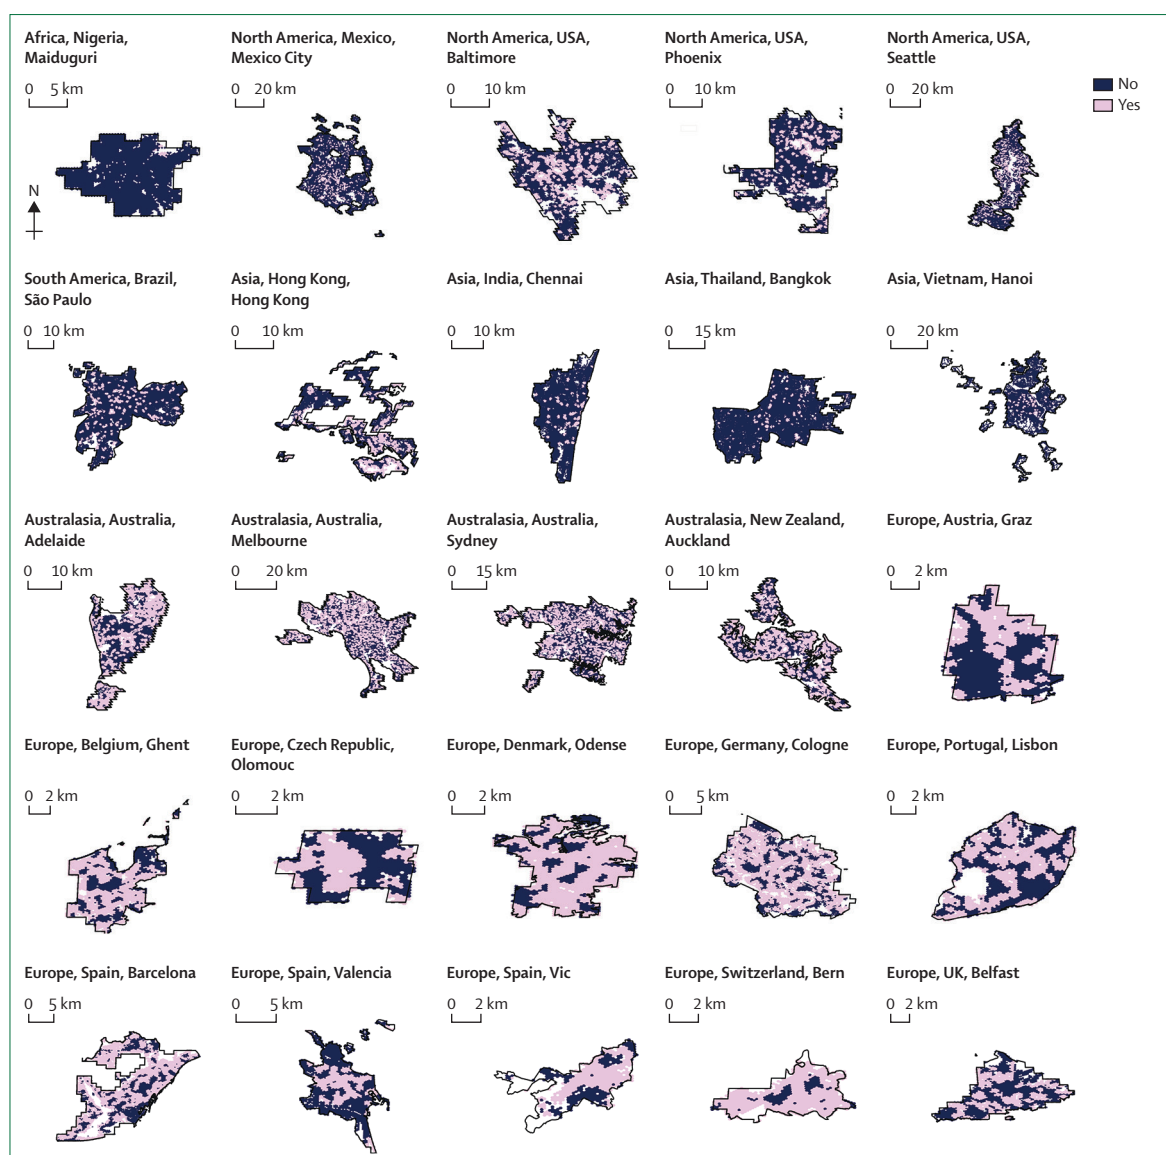 Africa, Nigeria,
Maiduguri
0 5 km
N
North America, Mexico,
Mexico City
0 20 km
North America, USA,
Baltimore
0 10 km
North America, USA,
Phoenix
0 10 km
North America, USA,
Seattle
0 20 km
No
Yes
South America, Brazil,
São Paulo
0 10 km
Asia, Hong Kong,
Hong Kong
0 10 km
Asia, India, Chennai
0 10 km
Asia, Thailand, Bangkok
0 15 km
Asia, Vietnam, Hanoi
0 20 km
Australasia, Australia,
Adelaide
0 10 km
Australasia, Australia,
Melbourne
0 20 km
Australasia, Australia,
Sydney
0 15 km
Australasia, New Zealand,
Auckland
0 10 km
Europe, Austria, Graz
0 2 km
Europe, Belgium, Ghent
0 2 km
Europe, Czech Republic,
Olomouc
0 2 km
Europe, Denmark, Odense
0 2 km
Europe, Germany, Cologne
0 5 km
Europe, Portugal, Lisbon
0 2 km
Europe, Spain, Barcelona
0 5 km
Europe, Spain, Valencia
0 5 km
Europe, Spain, Vic
0 2 km
Europe, Switzerland, Bern
0 2 km
Europe, UK, Belfast
0 2 km